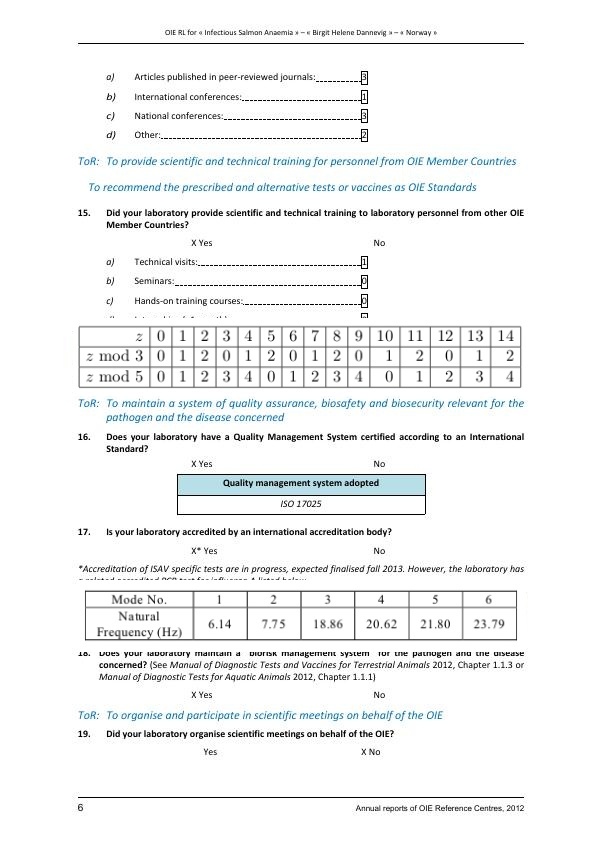 OIE RL for « Infectious Salmon Anaemia » – « Birgit Helene Dannevig » – « Norway »
a) Articles published in peer-reviewed journals: 3
b) International conferences: 1
c) National conferences: 3
d) Other: 2
ToR: To provide scientific and technical training for personnel from OIE Member Countries
To recommend the prescribed and alternative tests or vaccines as OIE Standards
15. Did your laboratory provide scientific and technical training to laboratory personnel from other OIE
Member Countries?
X Yes No
a) Technical visits: 1
b) Seminars: 0
c) Hands-on training courses: 0
z 0 1 2 3 4 5 6 7 8 9 10 11 12 13 14
z mod 3 0 1 2 0 1 2 0 1 2 0 1 2 0 1 2
z mod 5 0 1 2 3 4 0 1 2 3 4 0 1 2 3 4
ToR: To maintain a system of quality assurance, biosafety and biosecurity relevant for the
pathogen and the disease concerned
16. Does your laboratory have a Quality Management System certified according to an International
Standard?
X Yes No
Quality management system adopted
ISO 17025
17. Is your laboratory accredited by an international accreditation body?
X* Yes No
*Accreditation of ISAV specific tests are in progress, expected finalised fall 2013. However, the laboratory has
Mode No. 1 2 3 4 5 6
Natural
Frequency (Hz) 6.14 7.75 18.86 20.62 21.80 23.79
18. Does your laboratory maintain a "biorisk management system" for the pathogen and the disease
concerned? (See Manual of Diagnostic Tests and Vaccines for Terrestrial Animals 2012, Chapter 1.1.3 or
Manual of Diagnostic Tests for Aquatic Animals 2012, Chapter 1.1.1)
X Yes No
ToR: To organise and participate in scientific meetings on behalf of the OIE
19. Did your laboratory organise scientific meetings on behalf of the OIE?
Yes X No
6 Annual reports of OIE Reference Centres, 2012